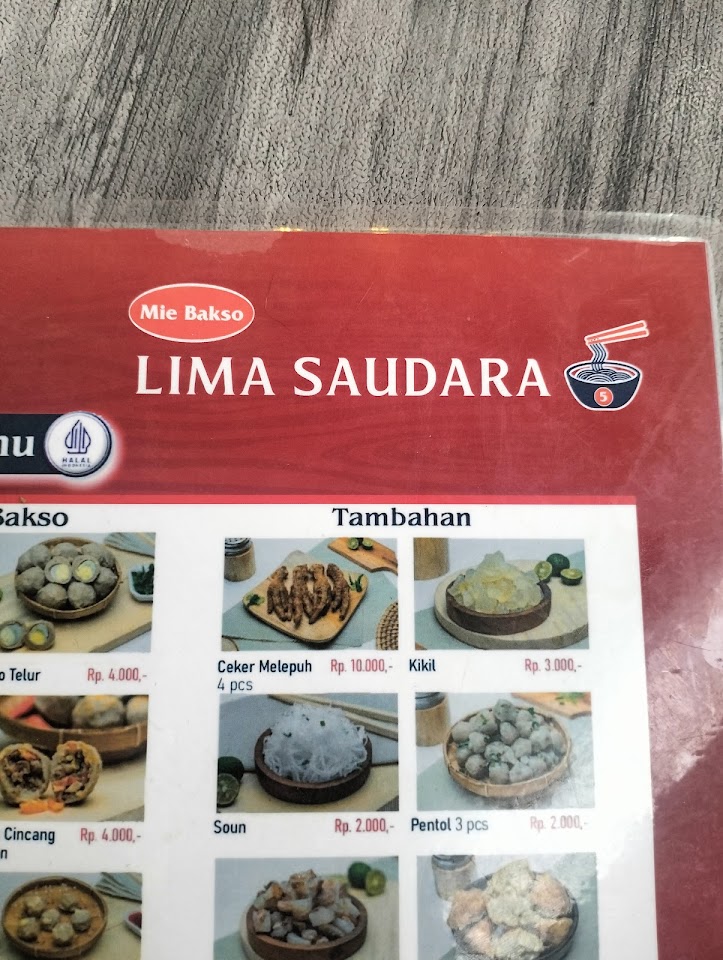 Mie Bakso
LIMA SAUDARA
5
HALAL
INDONESIA
Bakso
Tambahan
Telur Rp. 4.000,-
Ceker Melepuh Rp. 10.000,-
4 pcs
Kikil Rp. 3.000,-
Cincang Rp. 4.000,-
Soun Rp. 2.000,-
Pentol 3 pcs Rp. 2.000,-